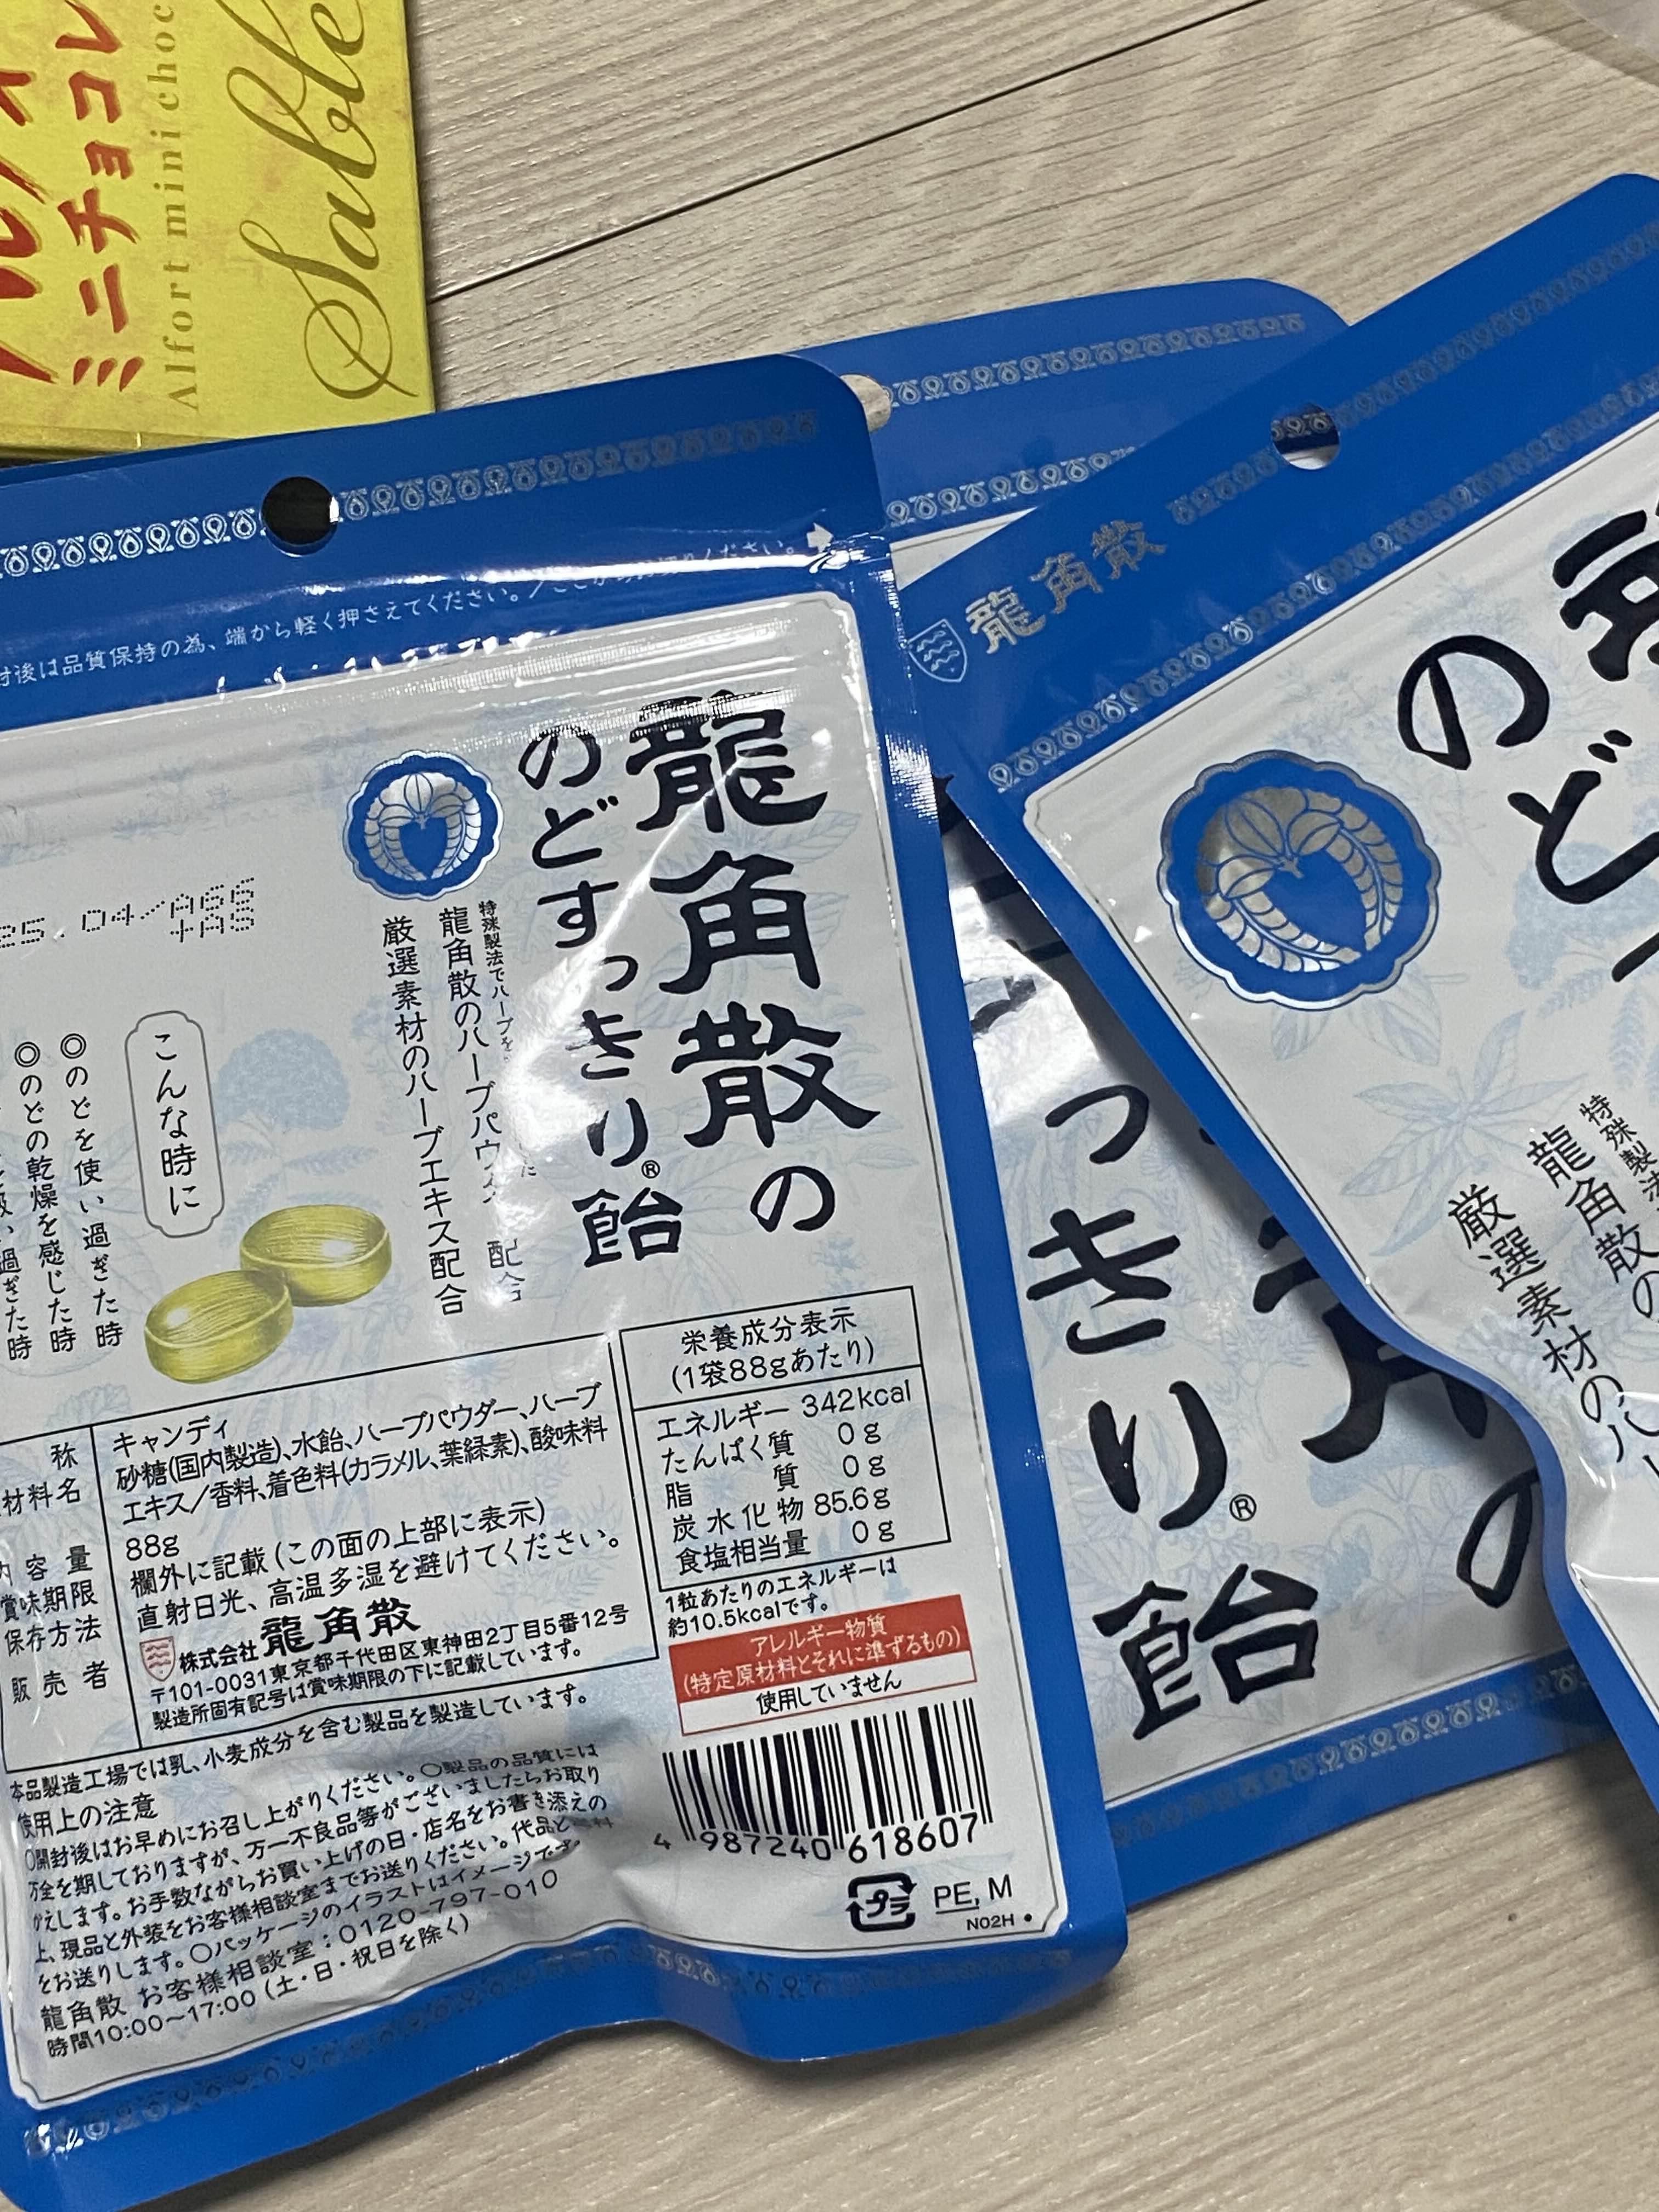 ミニチョコレ
Alfort mini choc
Sable
封後は品質保持の為、端から軽く押さえてください。/ここからお切りください。
龍角散の
のどすっきり®飴
特殊製法でハーブを
龍角散のハーブパウダー配合
厳選素材のハーブエキス配合
25.04/A66
+AS
こんな時に
◎のどを使い過ぎた時
◎のどの乾燥を感じた時
過ぎた時
称 キャンディ
材料名 砂糖(国内製造)、水飴、ハーブパウダー、ハーブ
エキス/香料、着色料(カラメル、葉緑素)、酸味料
内容量 88g
賞味期限 欄外に記載(この面の上部に表示)
保存方法 直射日光、高温多湿を避けてください。
販売者 株式会社龍角散
〒101-0031東京都千代田区東神田2丁目5番12号
製造所固有記号は賞味期限の下に記載しています。
栄養成分表示
(1袋88gあたり)
エネルギー 342kcal
たんぱく質 0g
脂質 0g
炭水化物 85.6g
食塩相当量 0g
1粒あたりのエネルギーは
約10.5kcalです。
アレルギー物質
(特定原材料とそれに準ずるもの)
使用していません
本品製造工場では乳、小麦成分を含む製品を製造しています。
使用上の注意
○開封後はお早めにお召し上がりください。○製品の品質には
万全を期しておりますが、万一不良品等がございましたらお取り
かえします。お手数ながらお買い上げの日・店名をお書き添えの
上、現品と外装をお客様相談室までお送りください。代品と送料
をお送りします。○パッケージのイラストはイメージです。
龍角散 お客様相談室:0120-797-010
時間10:00~17:00(土・日・祝日を除く)
4 987240 618607
プラ PE, M
N02H
龍角散
のど
特殊製法
龍角散の
厳選素材のハー
っきり®飴
角の